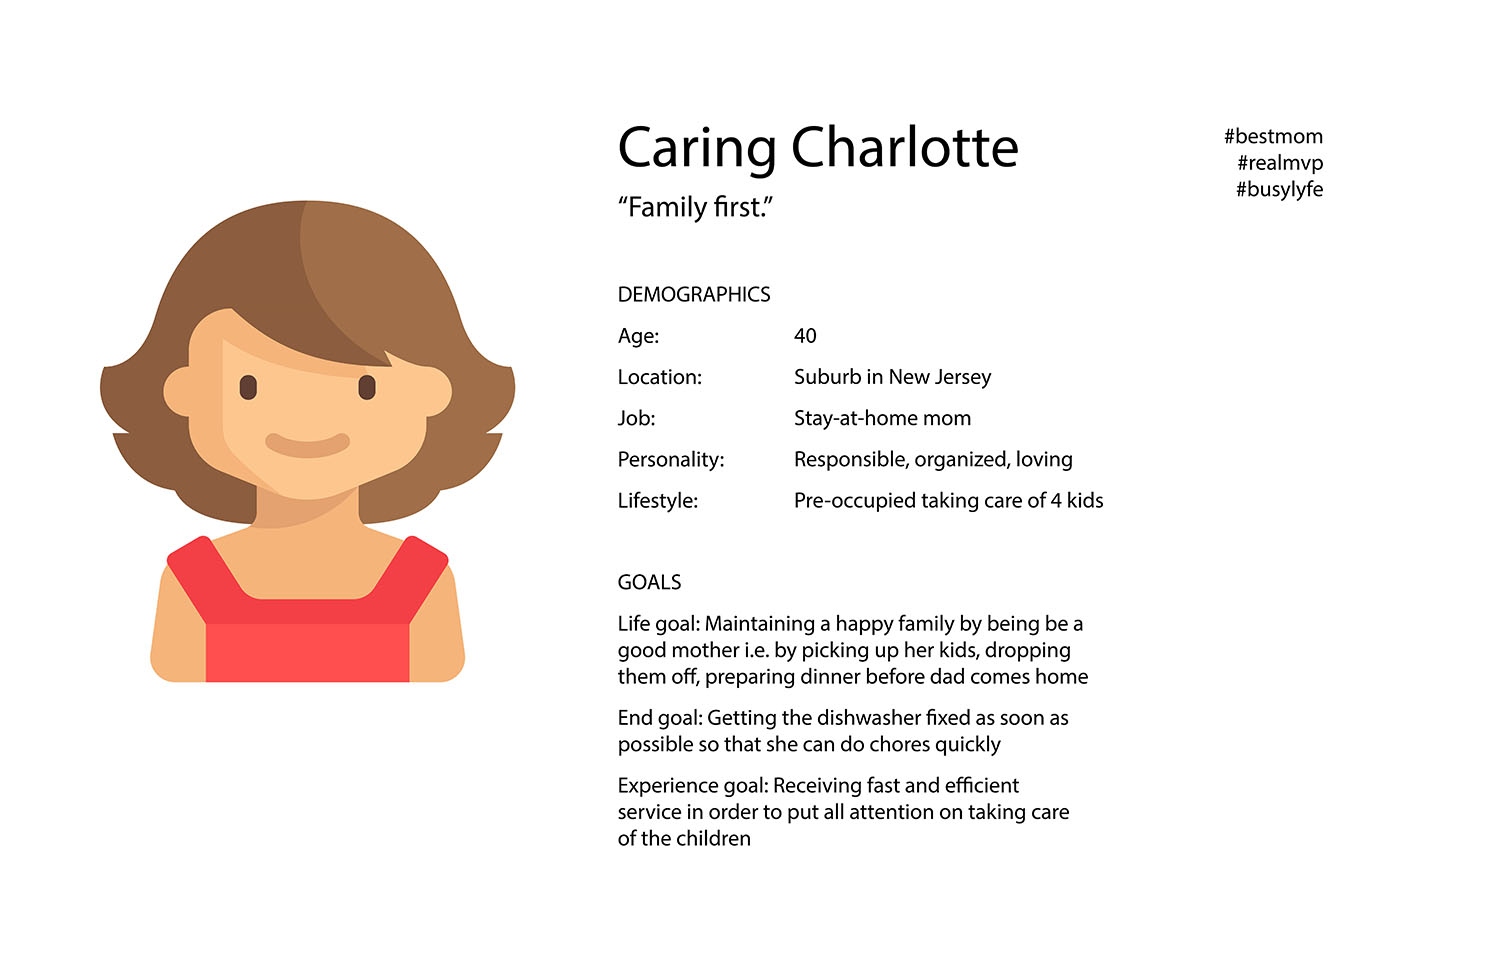 Caring Charlotte
“Family first.”
#bestmom
#realmvp
#busylyfe
DEMOGRAPHICS
Age: 40
Location: Suburb in New Jersey
Job: Stay-at-home mom
Personality: Responsible, organized, loving
Lifestyle: Pre-occupied taking care of 4 kids
GOALS
Life goal: Maintaining a happy family by being be a
good mother i.e. by picking up her kids, dropping
them off, preparing dinner before dad comes home
End goal: Getting the dishwasher fixed as soon as
possible so that she can do chores quickly
Experience goal: Receiving fast and efficient
service in order to put all attention on taking care
of the children